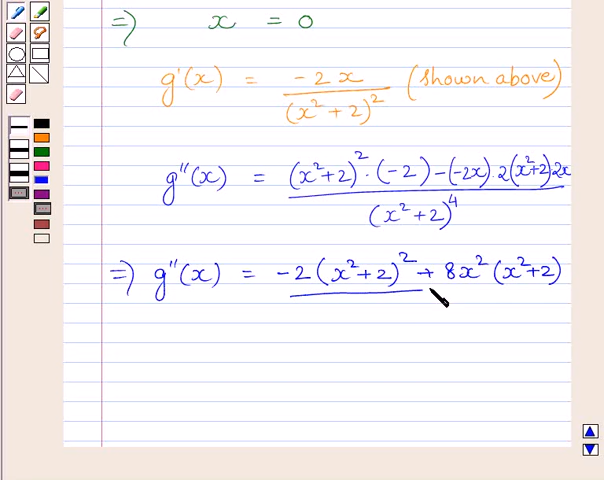 ⇒ x = 0
g'(x) = -2x / (x²+2)² (shown above)
g''(x) = (x²+2)²·(-2)-(-2x)·2(x²+2)2x / (x²+2)⁴
⇒ g''(x) = -2(x²+2)²+8x²(x²+2)